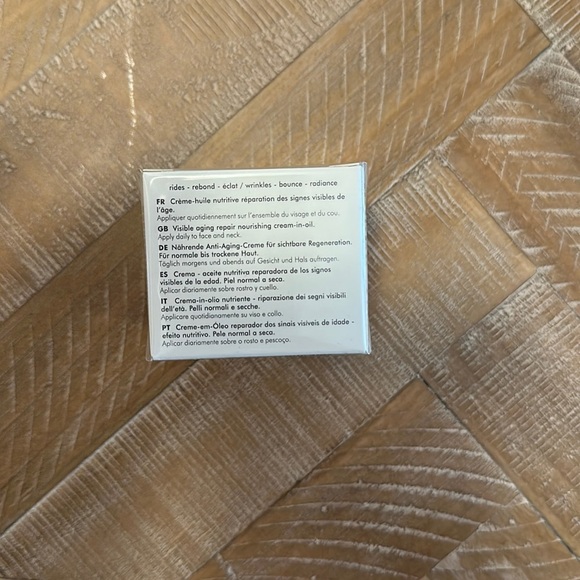 rides - rebond - éclat / wrinkles - bounce - radiance
FR Crème-huile nutritive réparation des signes visibles de
l'âge.
Appliquer quotidiennement sur l'ensemble du visage et du cou.
GB Visible aging repair nourishing cream-in-oil.
Apply daily to face and neck.
DE Nährende Anti-Aging-Creme für sichtbare Regeneration.
Für normale bis trockene Haut.
Täglich morgens und abends auf Gesicht und Hals auftragen.
ES Crema - aceite nutritiva reparadora de los signos
visibles de la edad. Piel normal a seca.
Aplicar diariamente sobre rostro y cuello.
IT Crema-in-olio nutriente - riparazione dei segni visibili
dell'età. Pelli normali e secche.
Applicare quotidianamente su viso e collo.
PT Creme-em-Óleo reparador dos sinais visíveis de idade -
efeito nutritivo. Pele normal a seca.
Aplicar diariamente sobre o rosto e pescoço.